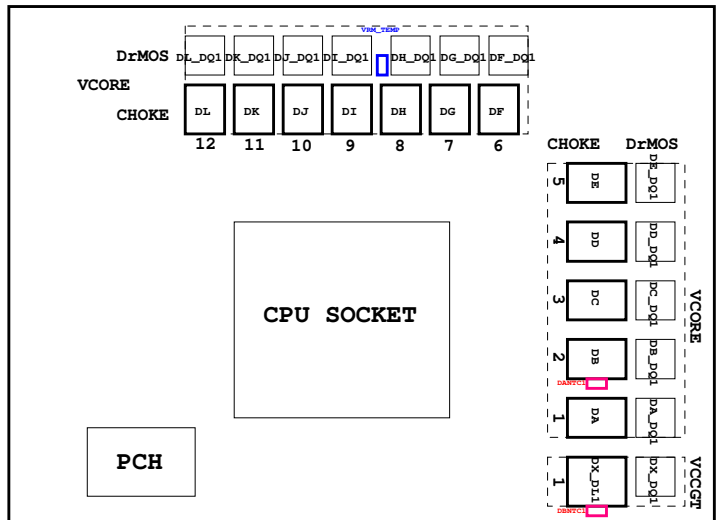 VRM_TEMP
DrMOS DL_DQ1 DK_DQ1 DJ_DQ1 DI_DQ1 DH_DQ1 DG_DQ1 DF_DQ1
VCORE
CHOKE DL DK DJ DI DH DG DF
12 11 10 9 8 7 6
CHOKE DrMOS
5 DE DE_DQ1
4 DD DD_DQ1
3 DC DC_DQ1
VCORE
CPU SOCKET
2 DB DB_DQ1
DANTC1
1 DA DA_DQ1
PCH
1 DX_DL1 DX_DQ1
VCCGT
DBNTC1